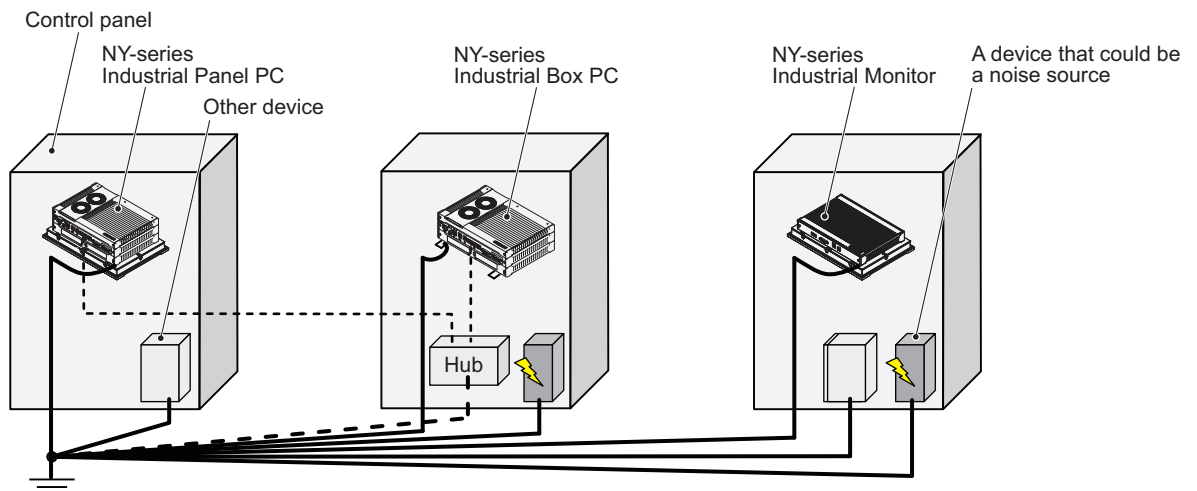 Control panel
NY-series
Industrial Panel PC
Other device
NY-series
Industrial Box PC
NY-series
Industrial Monitor
A device that could be
a noise source
Hub